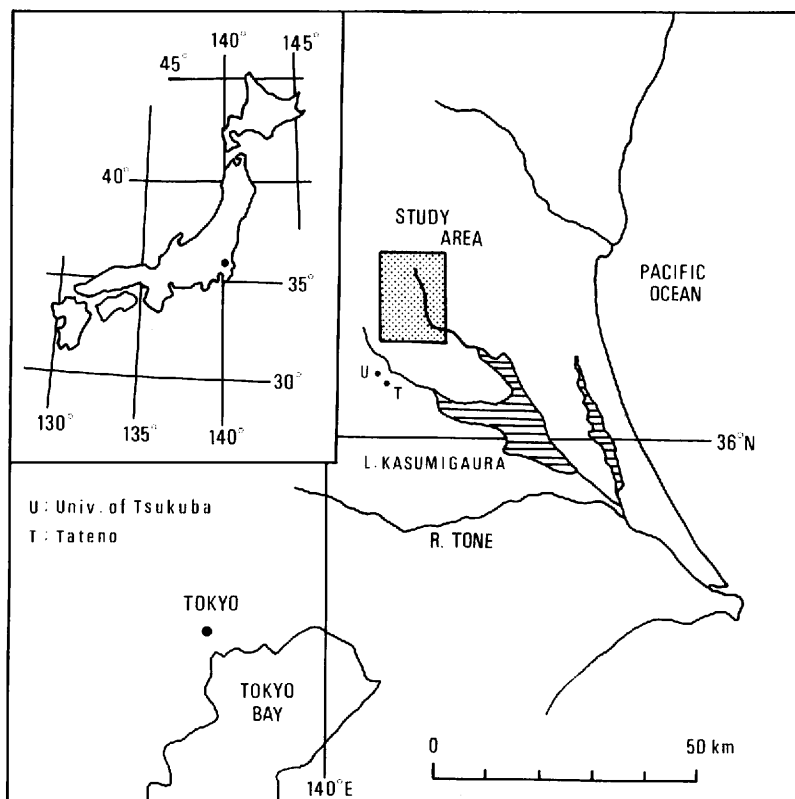 140° 145°
45°
40°
35°
30°
130°
135°
140°
STUDY
AREA
PACIFIC
OCEAN
U
T
36°N
L. KASUMIGAURA
U : Univ. of Tsukuba
T : Tateno
R. TONE
TOKYO
TOKYO
BAY
0 50 km
140°E